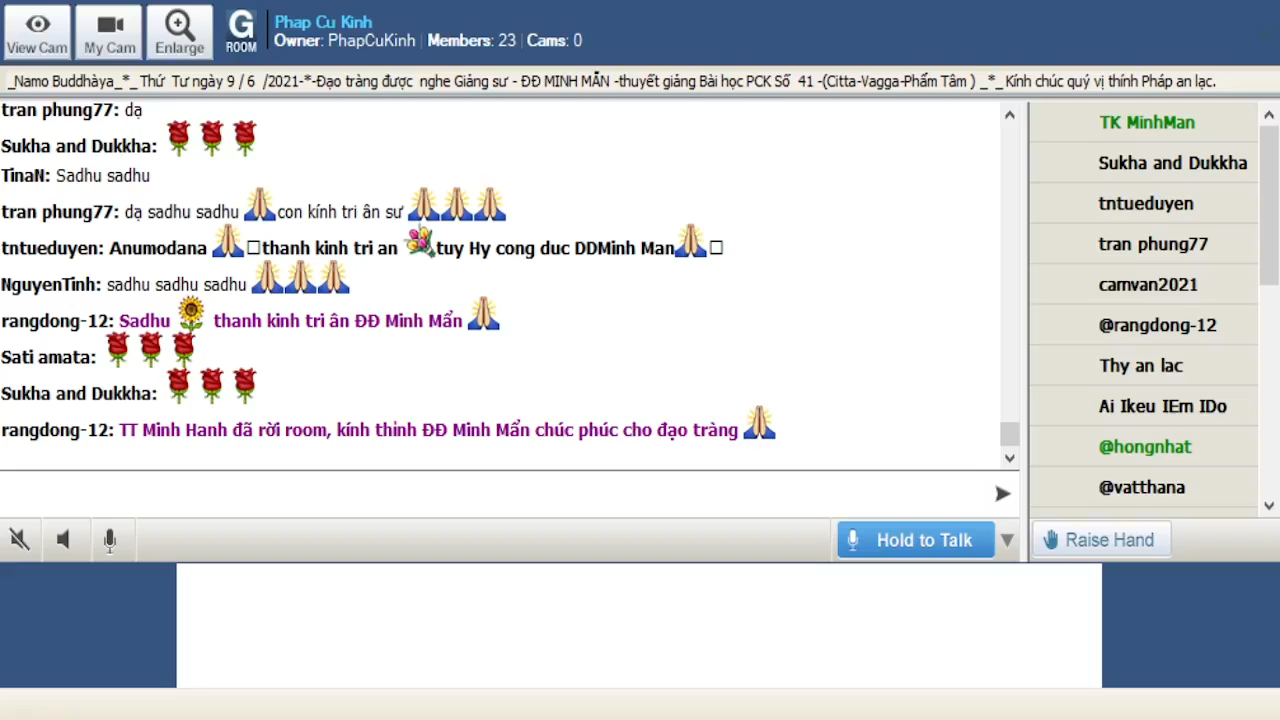 View Cam
My Cam
Enlarge
G
ROOM
Phap Cu Kinh
Owner: PhapCuKinh | Members: 23 | Cams: 0
_Namo Buddhàya_*_ Thứ Tư ngày 9 / 6 /2021-*-Đạo tràng được nghe Giảng sư - ĐĐ MINH MẪN -thuyết giảng Bài học PCK Số 41 -(Citta-Vagga-Phẩm Tâm ) _*_ Kính chúc quý vị thính Pháp an lạc.
tran phung77: dạ
Sukha and Dukkha:
TinaN: Sadhu sadhu
tran phung77: dạ sadhu sadhu con kính tri ân sư
tntueduyen: Anumodana thanh kinh tri an tuy Hy cong duc DDMinh Man
NguyenTinh: sadhu sadhu sadhu
rangdong-12: Sadhu thanh kinh tri ân ĐĐ Minh Mẩn
Sati amata:
Sukha and Dukkha:
rangdong-12: TT Minh Hanh đã rời room, kính thỉnh ĐĐ Minh Mẩn chúc phúc cho đạo tràng
TK MinhMan
Sukha and Dukkha
tntueduyen
tran phung77
camvan2021
@rangdong-12
Thy an lac
Ai Ikeu IEm IDo
@hongnhat
@vatthana
Hold to Talk
Raise Hand